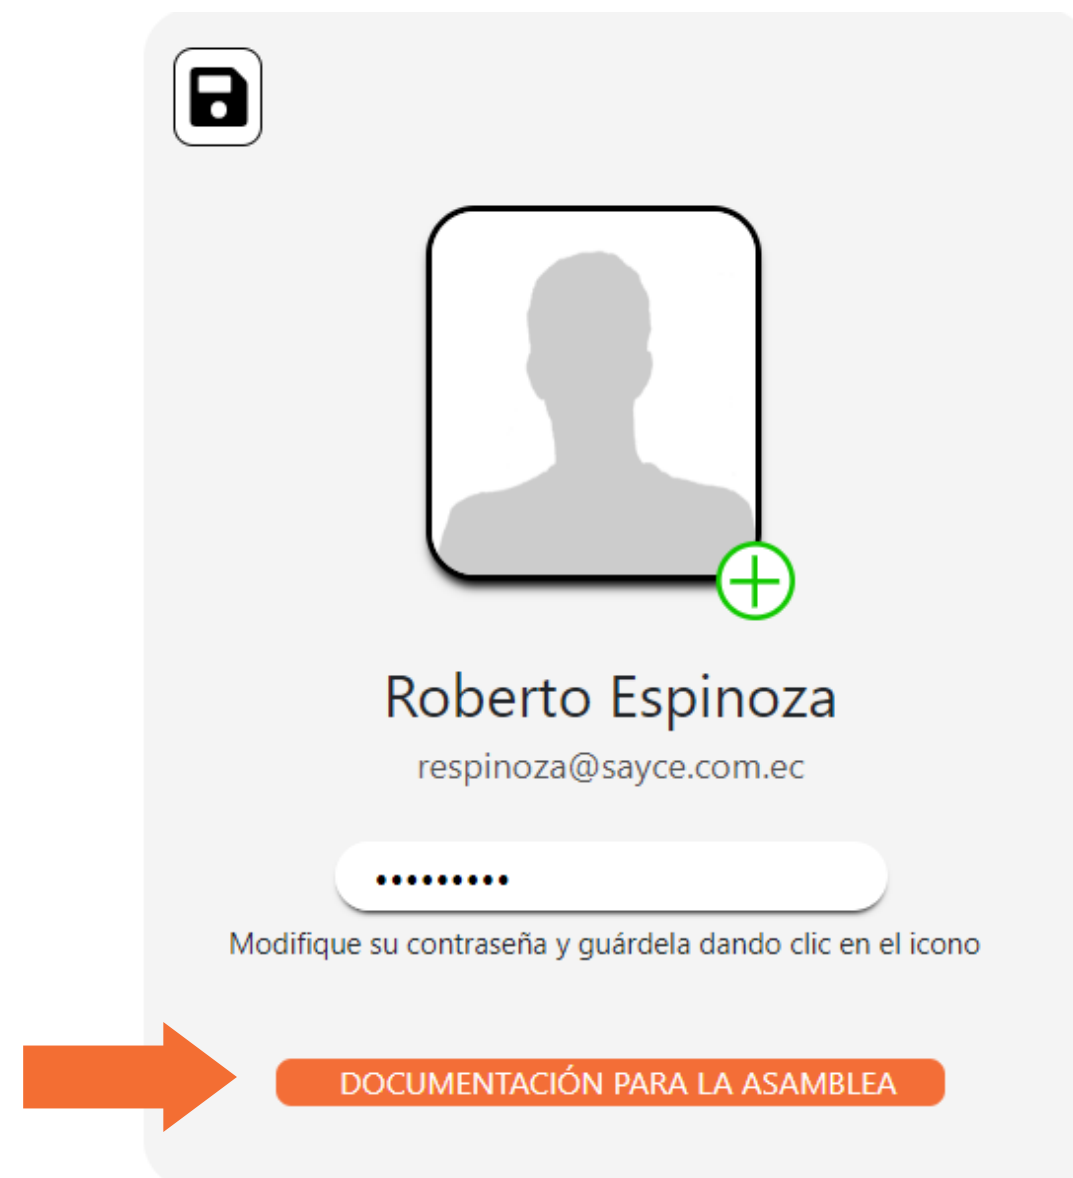 Roberto Espinoza
respinoza@sayce.com.ec
•••••••••
Modifique su contraseña y guárdela dando clic en el icono
DOCUMENTACIÓN PARA LA ASAMBLEA